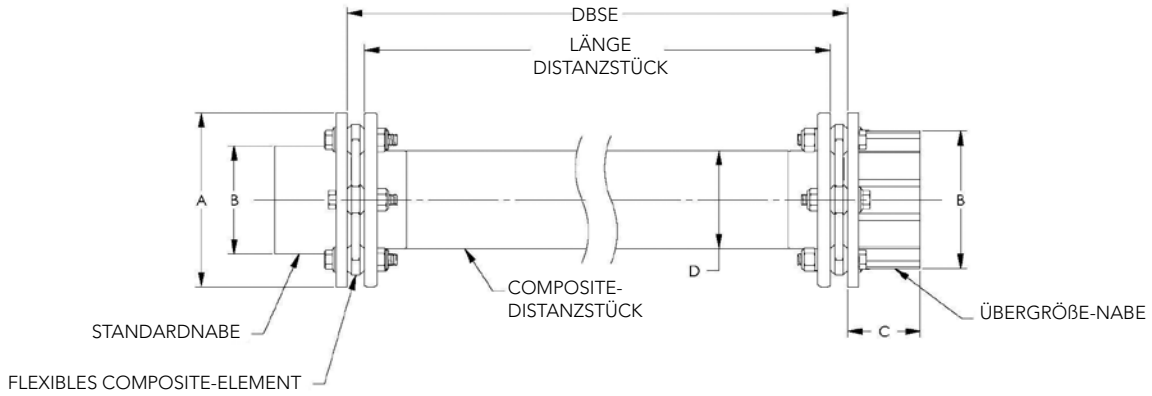 DBSE
LÄNGE
DISTANZSTÜCK
A
B
D
B
C
COMPOSITE-
DISTANZSTÜCK
ÜBERGRÖßE-NABE
STANDARDNABE
FLEXIBLES COMPOSITE-ELEMENT